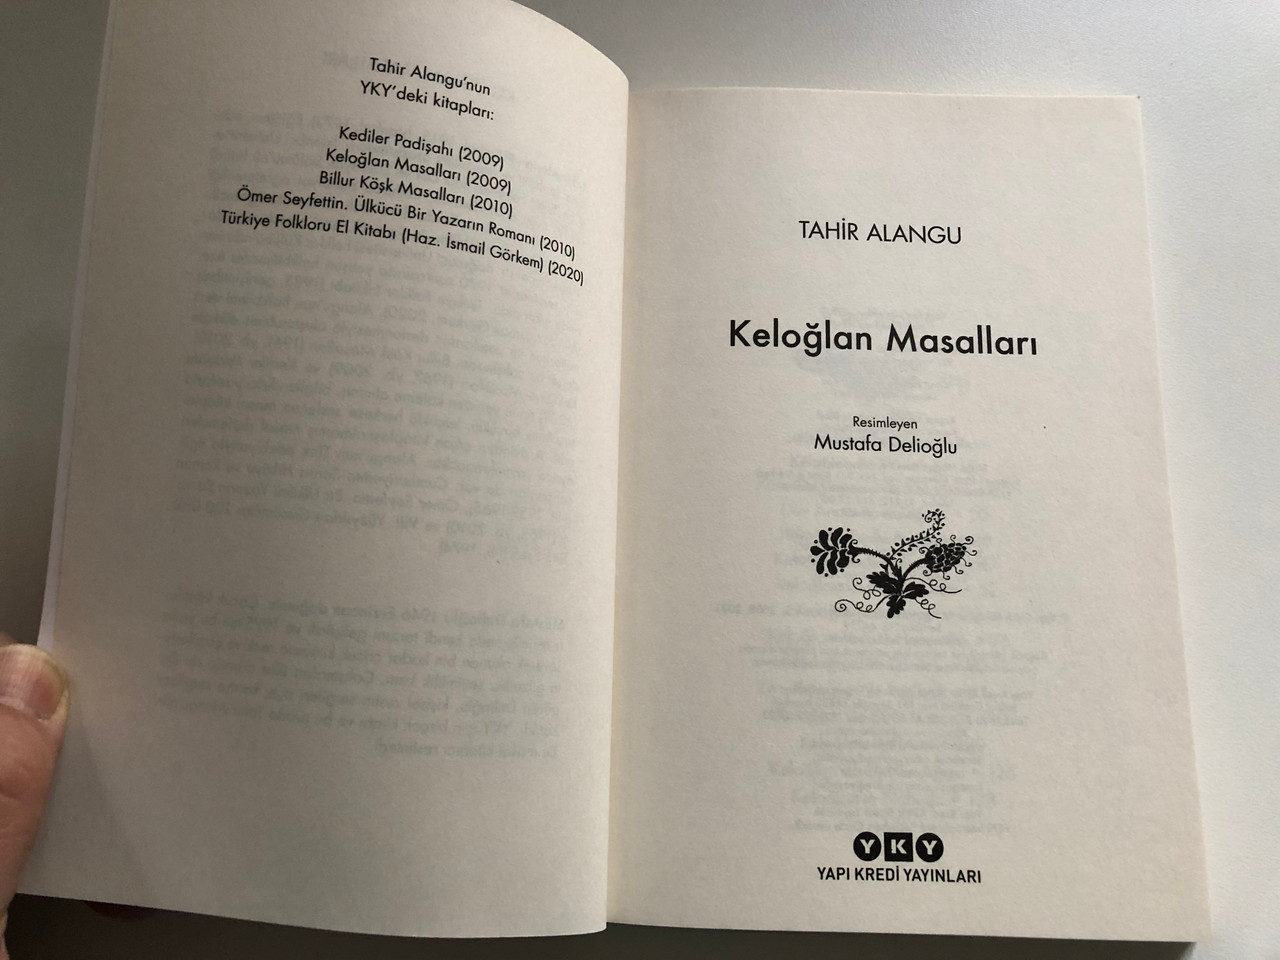 Tahir Alangu'nun
YKY'deki kitapları:
Kediler Padişahı (2009)
Keloğlan Masalları (2009)
Billur Köşk Masalları (2010)
Ömer Seyfettin. Ülkücü Bir Yazarın Romanı (2010)
Türkiye Folkloru El Kitabı (Haz. İsmail Görkem) (2020)
TAHİR ALANGU
Keloğlan Masalları
Resimleyen
Mustafa Delioğlu
YKY
YAPI KREDİ YAYINLARI